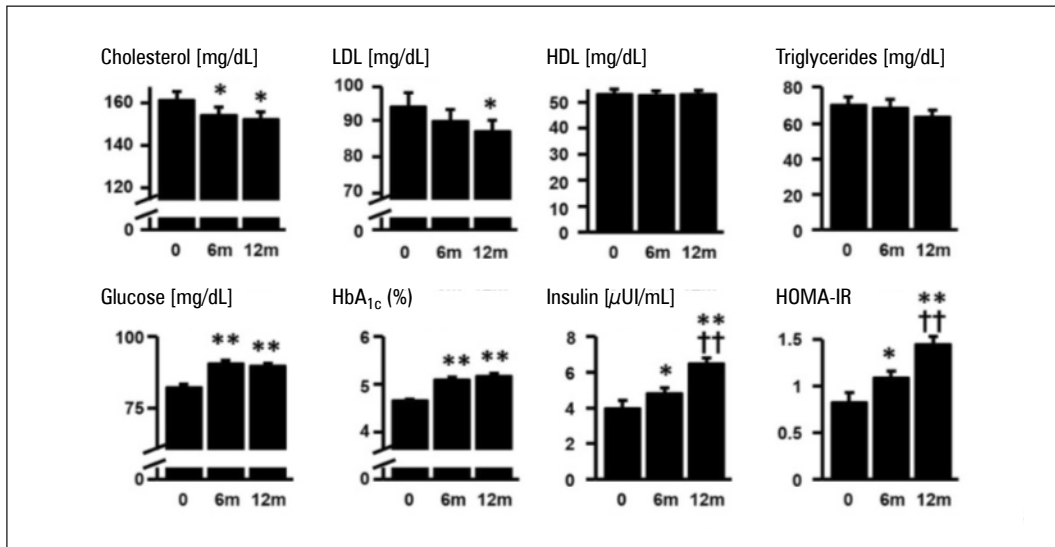 Cholesterol [mg/dL]
160
140
120
0
0 6m 12m
* *
LDL [mg/dL]
100
90
80
70
0
0 6m 12m
*
HDL [mg/dL]
50
40
30
20
10
0
0 6m 12m
Triglycerides [mg/dL]
80
60
40
20
0
0 6m 12m
Glucose [mg/dL]
100
75
0
0 6m 12m
** **
HbA1c (%)
6
5
4
0
0 6m 12m
** **
Insulin [µUI/mL]
8
6
4
2
0
0 6m 12m
*
**
††
HOMA-IR
1.5
1
0.5
0
0 6m 12m
*
**
††